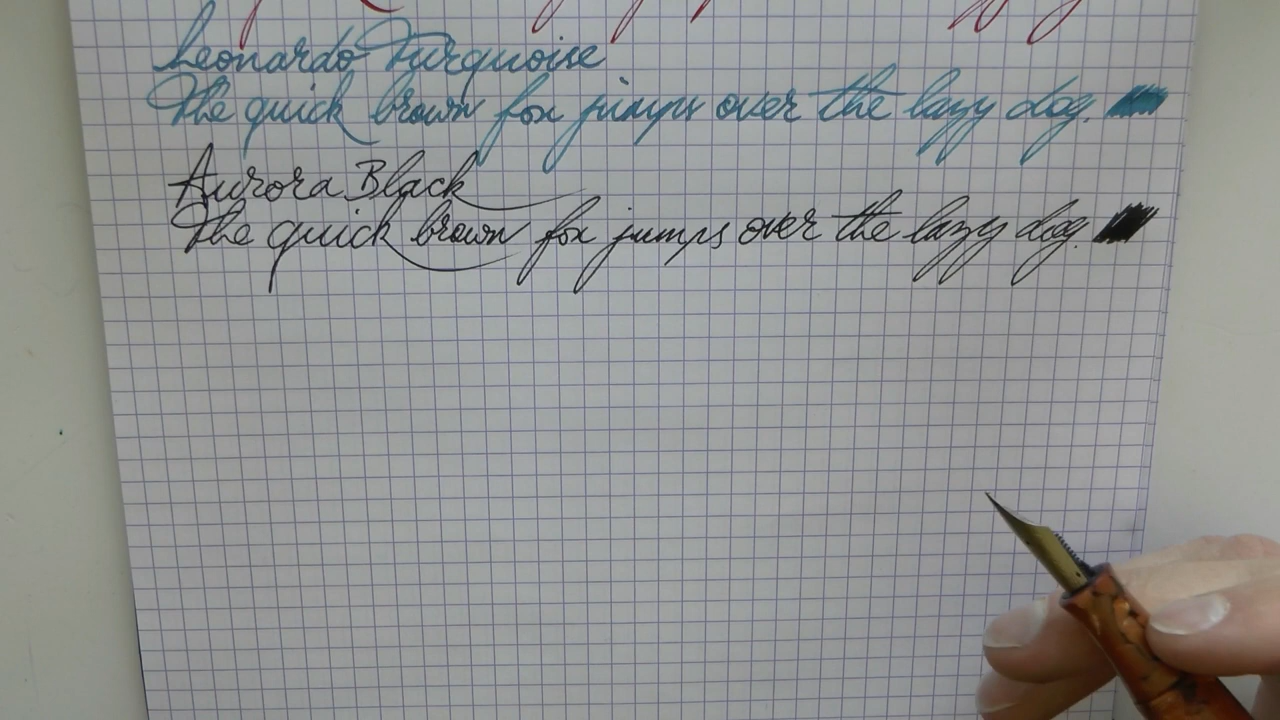 Leonardo Turquoise
The quick brown fox jumps over the lazy dog.
Aurora Black
The quick brown fox jumps over the lazy dog.